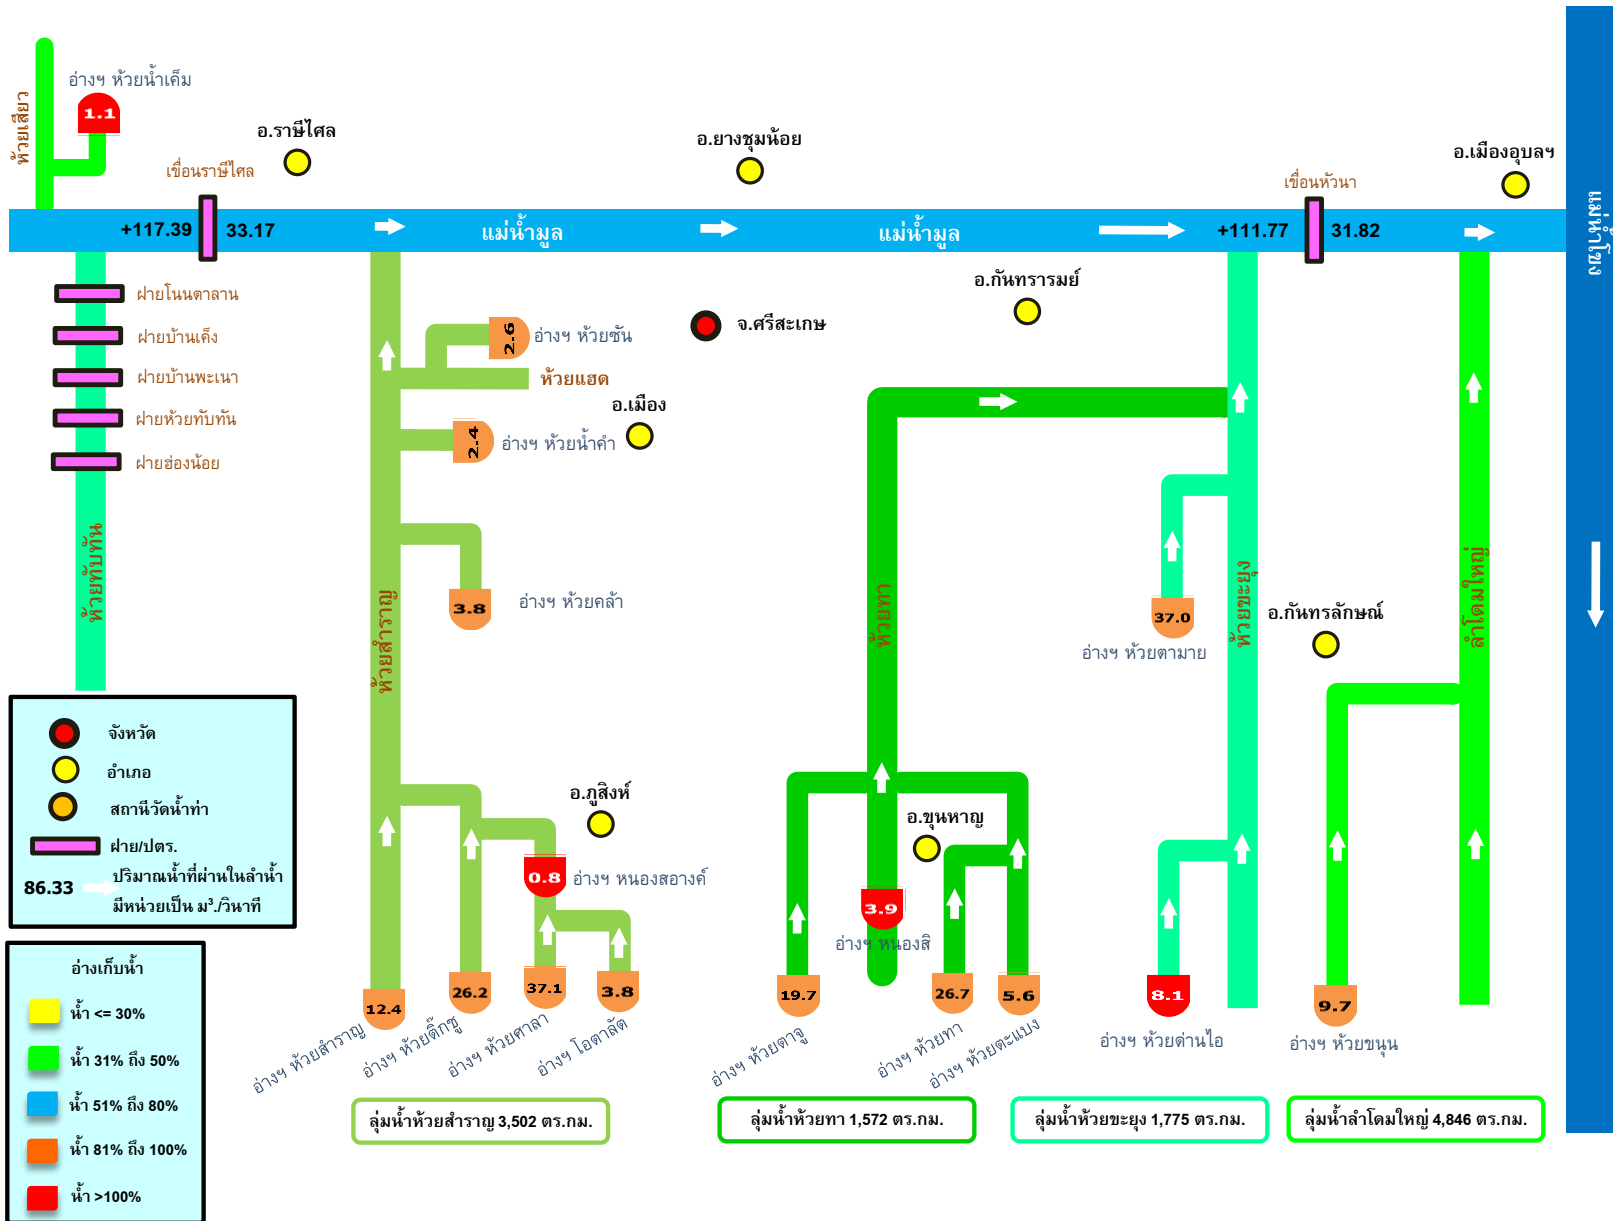 ห้วยเสียว
อ่างฯ ห้วยน้ำเค็ม
1.1
เขื่อนราษีไศล
อ.ราษีไศล
อ.ยางชุมน้อย
เขื่อนหัวนา
อ.เมืองอุบลฯ
+117.39
33.17
แม่น้ำมูล
แม่น้ำมูล
+111.77
31.82
แม่น้ำโขง
ฝายโนนตาลาน
ฝายบ้านเค็ง
ฝายบ้านพะเนา
ฝายห้วยทับทัน
ฝายฮ่องน้อย
ห้วยทับทัน
2.6
อ่างฯ ห้วยซัน
ห้วยแฮด
2.4
อ่างฯ ห้วยน้ำคำ
อ.เมือง
จ.ศรีสะเกษ
อ.กันทรารมย์
3.8
อ่างฯ ห้วยคล้า
ห้วยสำราญ
ห้วยทา
37.0
อ่างฯ ห้วยตามาย
ห้วยขะยุง
อ.กันทรลักษณ์
ลำโดมใหญ่
จังหวัด
อำเภอ
สถานีวัดน้ำท่า
ฝาย/ปตร.
86.33
ปริมาณน้ำที่ผ่านในลำน้ำ
มีหน่วยเป็น ม³./วินาที
อ.ภูสิงห์
0.8
อ่างฯ หนองสอางค์
อ.ขุนหาญ
3.9
อ่างฯ หนองสิ
12.4
26.2
37.1
3.8
19.7
26.7
5.6
8.1
9.7
อ่างฯ ห้วยสำราญ
อ่างฯ ห้วยติ๊กชู
อ่างฯ ห้วยศาลา
อ่างฯ โอตาลัต
อ่างฯ ห้วยตาจู
อ่างฯ ห้วยทา
อ่างฯ ห้วยตะแบง
อ่างฯ ห้วยด่านไอ
อ่างฯ ห้วยขนุน
อ่างเก็บน้ำ
น้ำ <= 30%
น้ำ 31% ถึง 50%
น้ำ 51% ถึง 80%
น้ำ 81% ถึง 100%
น้ำ >100%
ลุ่มน้ำห้วยสำราญ 3,502 ตร.กม.
ลุ่มน้ำห้วยทา 1,572 ตร.กม.
ลุ่มน้ำห้วยขะยุง 1,775 ตร.กม.
ลุ่มน้ำลำโดมใหญ่ 4,846 ตร.กม.